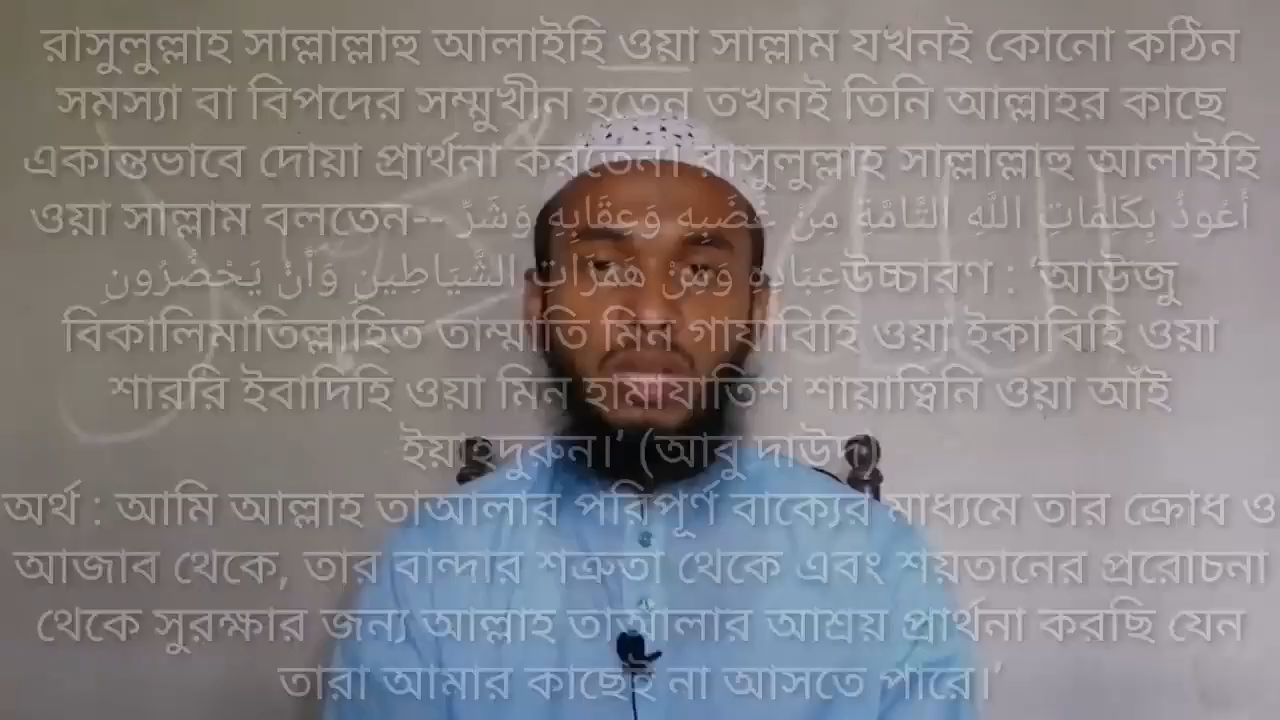 রাসুলুল্লাহ সাল্লাল্লাহু আলাইহি ওয়া সাল্লাম যখনই কোনো কঠিন
সমস্যা বা বিপদের সম্মুখীন হতেন তখনই তিনি আল্লাহর কাছে
একান্তভাবে দোয়া প্রার্থনা করতেন। রাসুলুল্লাহ সাল্লাল্লাহু আলাইহি
ওয়া সাল্লাম বলতেন-- أَعُوذُ بِكَلِمَاتِ اللَّهِ التَّامَّةِ مِنْ غَضَبِهِ وَعِقَابِهِ وَشَرِّ
عِبَادِهِ وَمِنْ هَمَزَاتِ الشَّيَاطِينِ وَأَنْ يَحْضُرُونِ উচ্চারণ : 'আউজু
বিকালিমাতিল্লাহিত তাম্মাতি মিন গাযাবিহি ওয়া ইকাবিহি ওয়া
শাররি ইবাদিহি ওয়া মিন হামাযাতিশ শায়াত্বিনি ওয়া আঁই
ইয়াহদুরুন।' (আবু দাউদ)
অর্থ : আমি আল্লাহ তাআলার পরিপূর্ণ বাক্যের মাধ্যমে তার ক্রোধ ও
আজাব থেকে, তার বান্দার শত্রুতা থেকে এবং শয়তানের প্ররোচনা
থেকে সুরক্ষার জন্য আল্লাহ তাআলার আশ্রয় প্রার্থনা করছি যেন
তারা আমার কাছেই না আসতে পারে।'